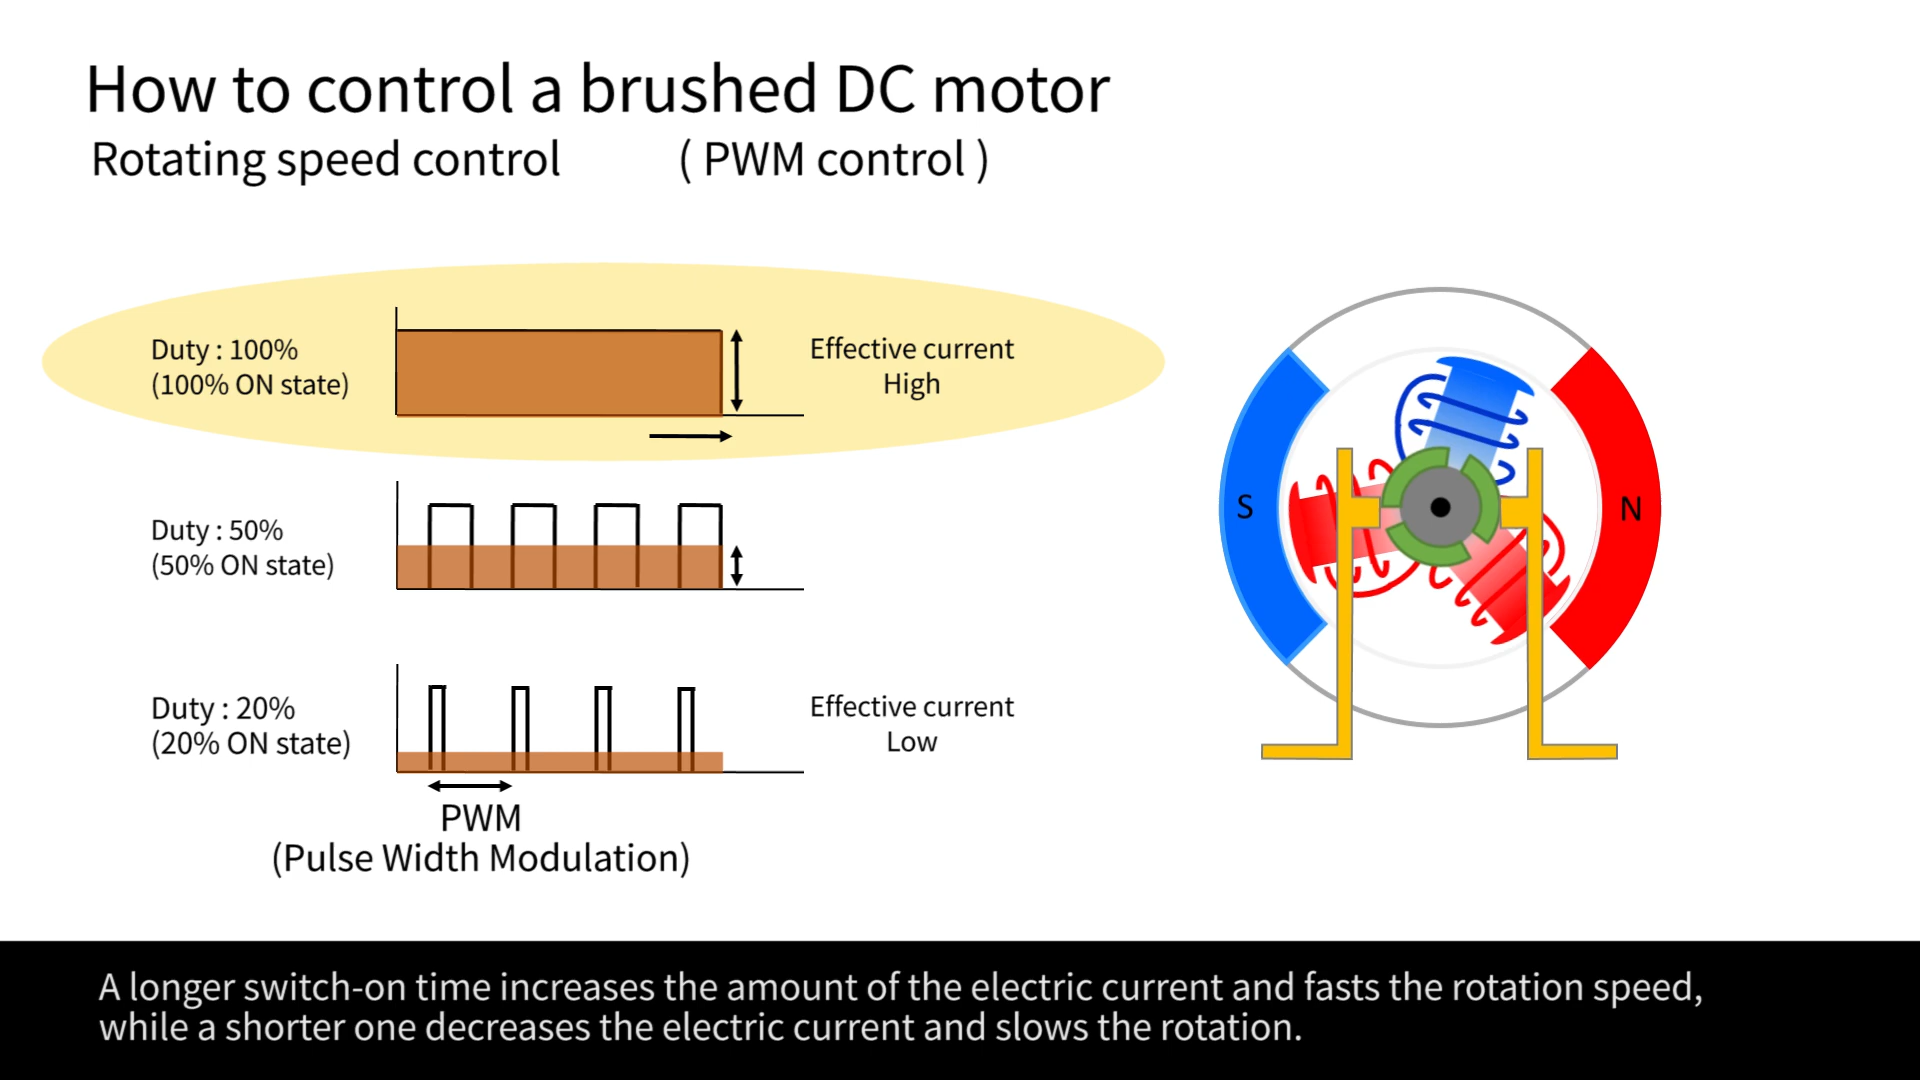 How to control a brushed DC motor
Rotating speed control ( PWM control )
Duty : 100%
(100% ON state)
Effective current
High
Duty : 50%
(50% ON state)
Duty : 20%
(20% ON state)
Effective current
Low
PWM
(Pulse Width Modulation)
S
N
A longer switch-on time increases the amount of the electric current and fasts the rotation speed,
while a shorter one decreases the electric current and slows the rotation.